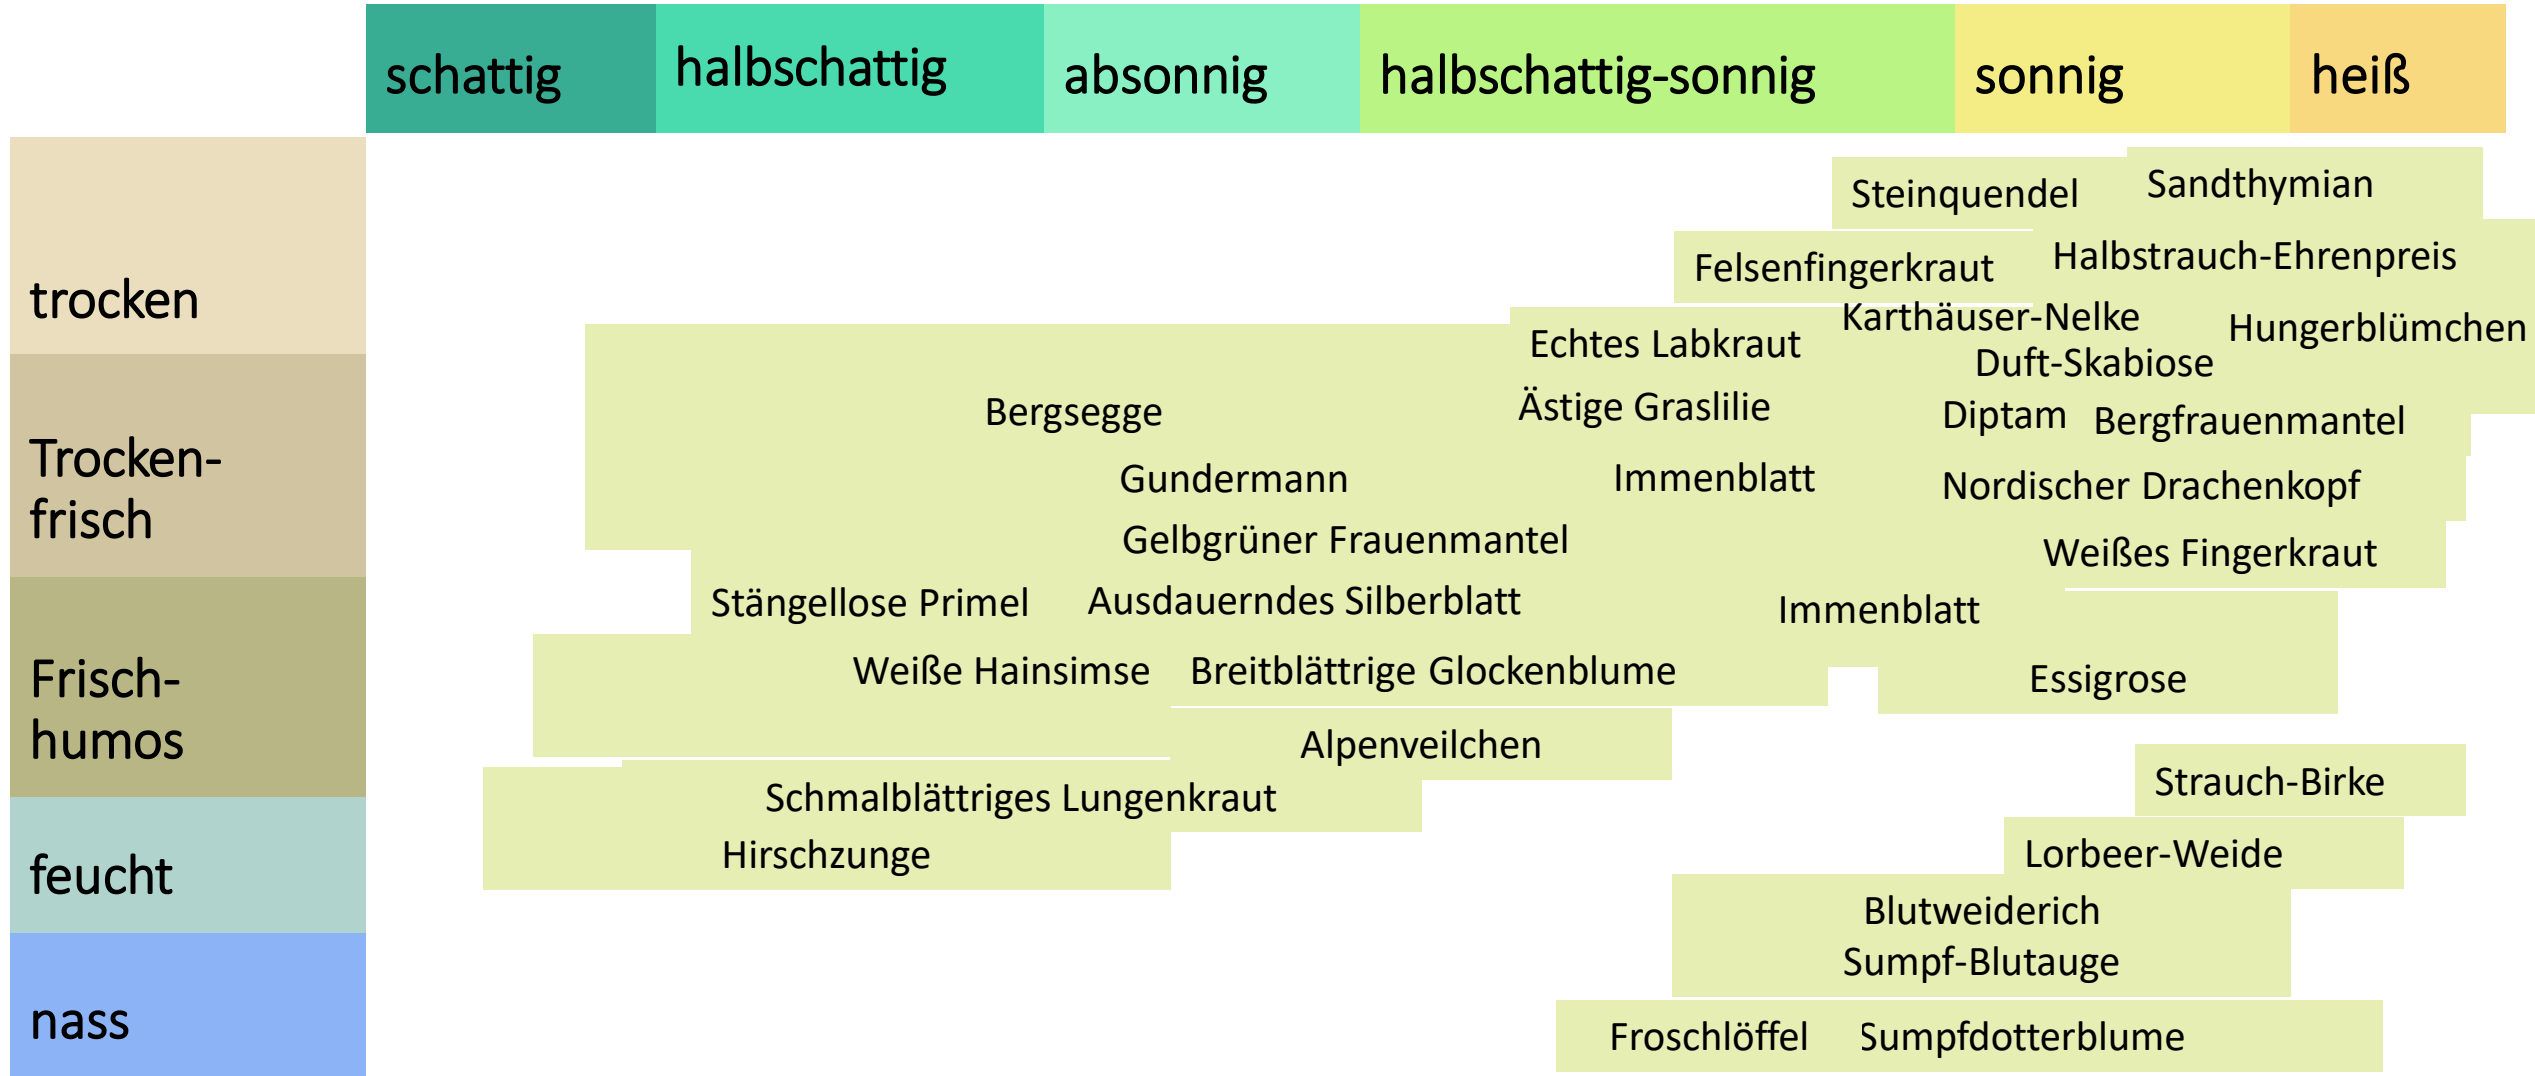 schattig
halbschattig
absonnig
halbschattig-sonnig
sonnig
heiß
trocken
Steinquendel
Sandthymian
Felsenfingerkraut
Halbstrauch-Ehrenpreis
Karthäuser-Nelke
Hungerblümchen
Echtes Labkraut
Duft-Skabiose
Trocken-
frisch
Bergsegge
Ästige Graslilie
Diptam
Bergfrauenmantel
Gundermann
Immenblatt
Nordischer Drachenkopf
Gelbgrüner Frauenmantel
Weißes Fingerkraut
Frisch-
humos
Stängellose Primel
Ausdauerndes Silberblatt
Immenblatt
Weiße Hainsimse
Breitblättrige Glockenblume
Essigrose
Alpenveilchen
Strauch-Birke
Schmalblättriges Lungenkraut
feucht
Hirschzunge
Lorbeer-Weide
Blutweiderich
Sumpf-Blutauge
nass
Froschlöffel
Sumpfdotterblume